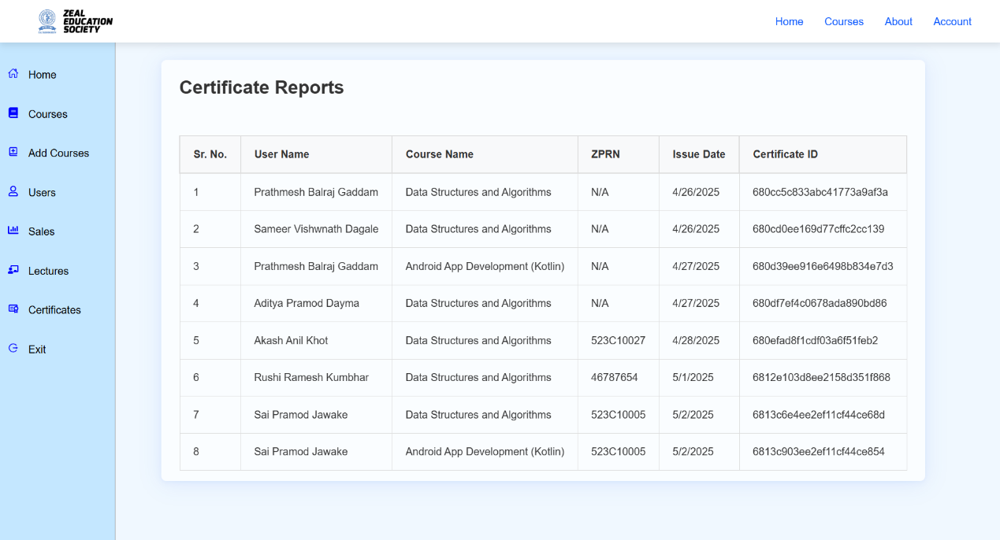 ZEAL
EDUCATION
SOCIETY
Home Courses About Account
Home
Courses
Add Courses
Users
Sales
Lectures
Certificates
Exit
Certificate Reports
Sr. No. User Name Course Name ZPRN Issue Date Certificate ID
1 Prathmesh Balraj Gaddam Data Structures and Algorithms N/A 4/26/2025 680cc5c833abc41773a9af3a
2 Sameer Vishwnath Dagale Data Structures and Algorithms N/A 4/26/2025 680cd0ee169d77cffc2cc139
3 Prathmesh Balraj Gaddam Android App Development (Kotlin) N/A 4/27/2025 680d39ee916e6498b834e7d3
4 Aditya Pramod Dayma Data Structures and Algorithms N/A 4/27/2025 680df7ef4c0678ada890bd86
5 Akash Anil Khot Data Structures and Algorithms 523C10027 4/28/2025 680efad8f1cdf03a6f51feb2
6 Rushi Ramesh Kumbhar Data Structures and Algorithms 46787654 5/1/2025 6812e103d8ee2158d351f868
7 Sai Pramod Jawake Data Structures and Algorithms 523C10005 5/2/2025 6813c6e4ee2ef11cf44ce68d
8 Sai Pramod Jawake Android App Development (Kotlin) 523C10005 5/2/2025 6813c903ee2ef11cf44ce854